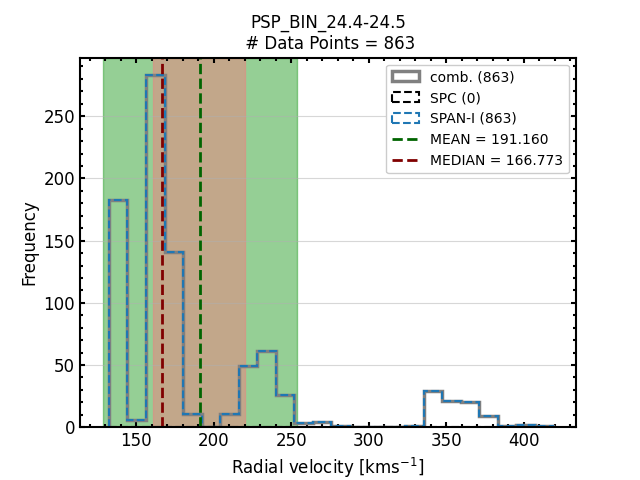 PSP_BIN_24.4-24.5
# Data Points = 863
comb. (863)
SPC (0)
SPAN-I (863)
MEAN = 191.160
MEDIAN = 166.773
Frequency
250
200
150
100
50
0
150 200 250 300 350 400
Radial velocity [kms⁻¹]